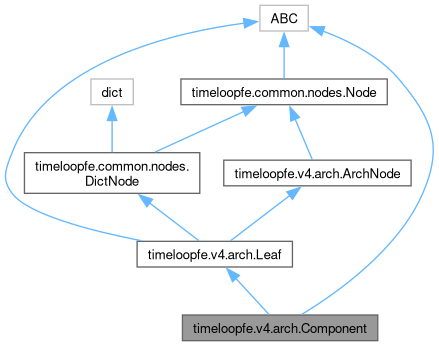 ABC
dict
timeloopfe.common.nodes.Node
timeloopfe.common.nodes.
DictNode
timeloopfe.v4.arch.ArchNode
timeloopfe.v4.arch.Leaf
timeloopfe.v4.arch.Component